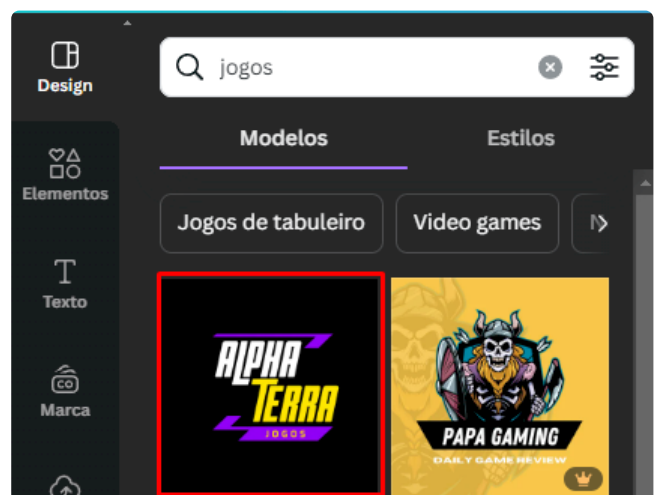 Design
jogos
Modelos
Estilos
Elementos
Jogos de tabuleiro
Video games
Texto
ALPHA
TERRA
JOGOS
Marca
CO
PAPA GAMING
DAILY GAME REVIEW